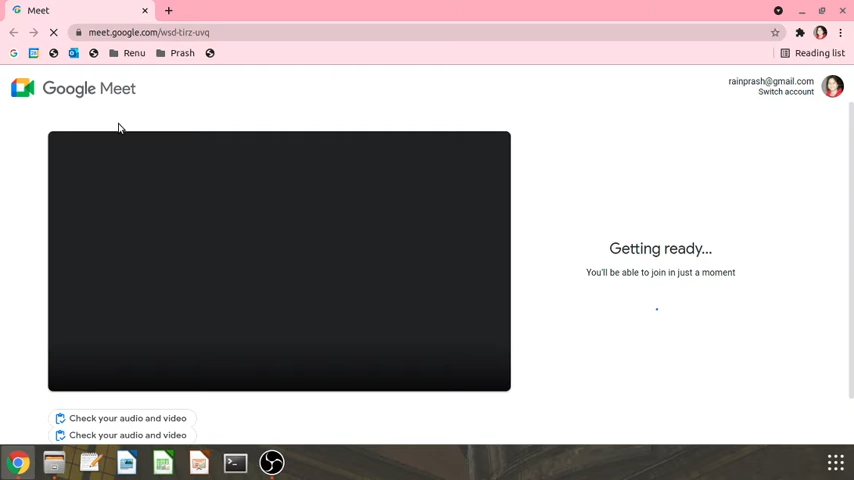 Meet
meet.google.com/wsd-tirz-uvq
Renu
Prash
Reading list
Google Meet
rainprash@gmail.com
Switch account
Getting ready...
You'll be able to join in just a moment
Check your audio and video
Check your audio and video